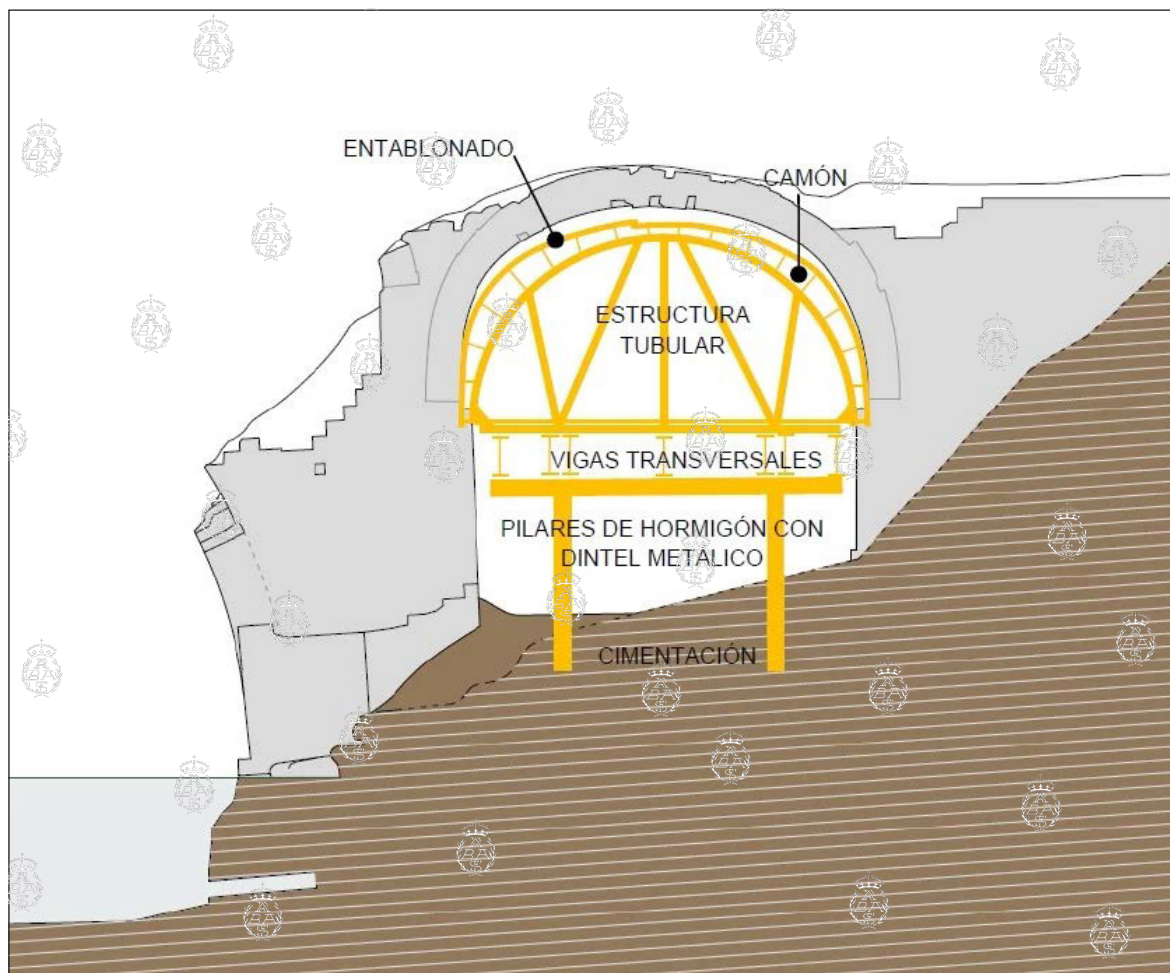 ENTABLONADO
CAMÓN
ESTRUCTURA
TUBULAR
VIGAS TRANSVERSALES
PILARES DE HORMIGÓN CON
DINTEL METÁLICO
CIMENTACIÓN